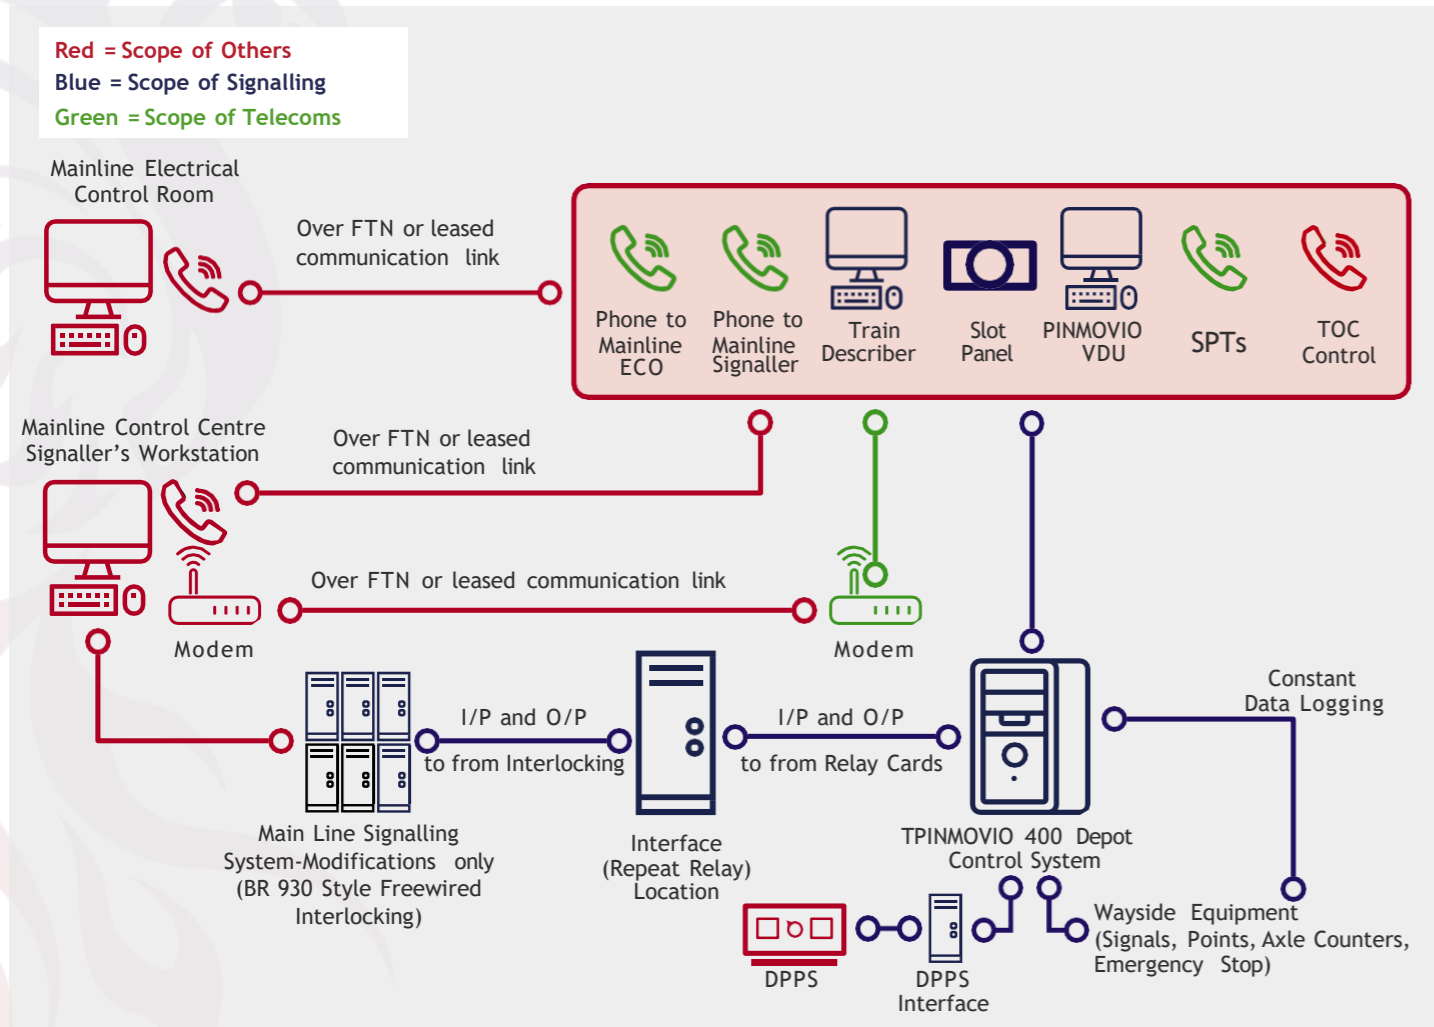 Red = Scope of Others
Blue = Scope of Signalling
Green = Scope of Telecoms
Mainline Electrical
Control Room
Over FTN or leased
communication link
Phone to
Mainline
ECO
Phone to
Mainline
Signaller
Train
Describer
Slot
Panel
PINMOVIO
VDU
SPTs
TOC
Control
Mainline Control Centre
Signaller’s Workstation
Over FTN or leased
communication link
Over FTN or leased communication link
Modem
Modem
Constant
Data Logging
I/P and O/P
to from Interlocking
I/P and O/P
to from Relay Cards
Main Line Signalling
System-Modifications only
(BR 930 Style Freewired
Interlocking)
Interface
(Repeat Relay)
Location
TPINMOVIO 400 Depot
Control System
Wayside Equipment
(Signals, Points, Axle Counters,
Emergency Stop)
DPPS
DPPS
Interface